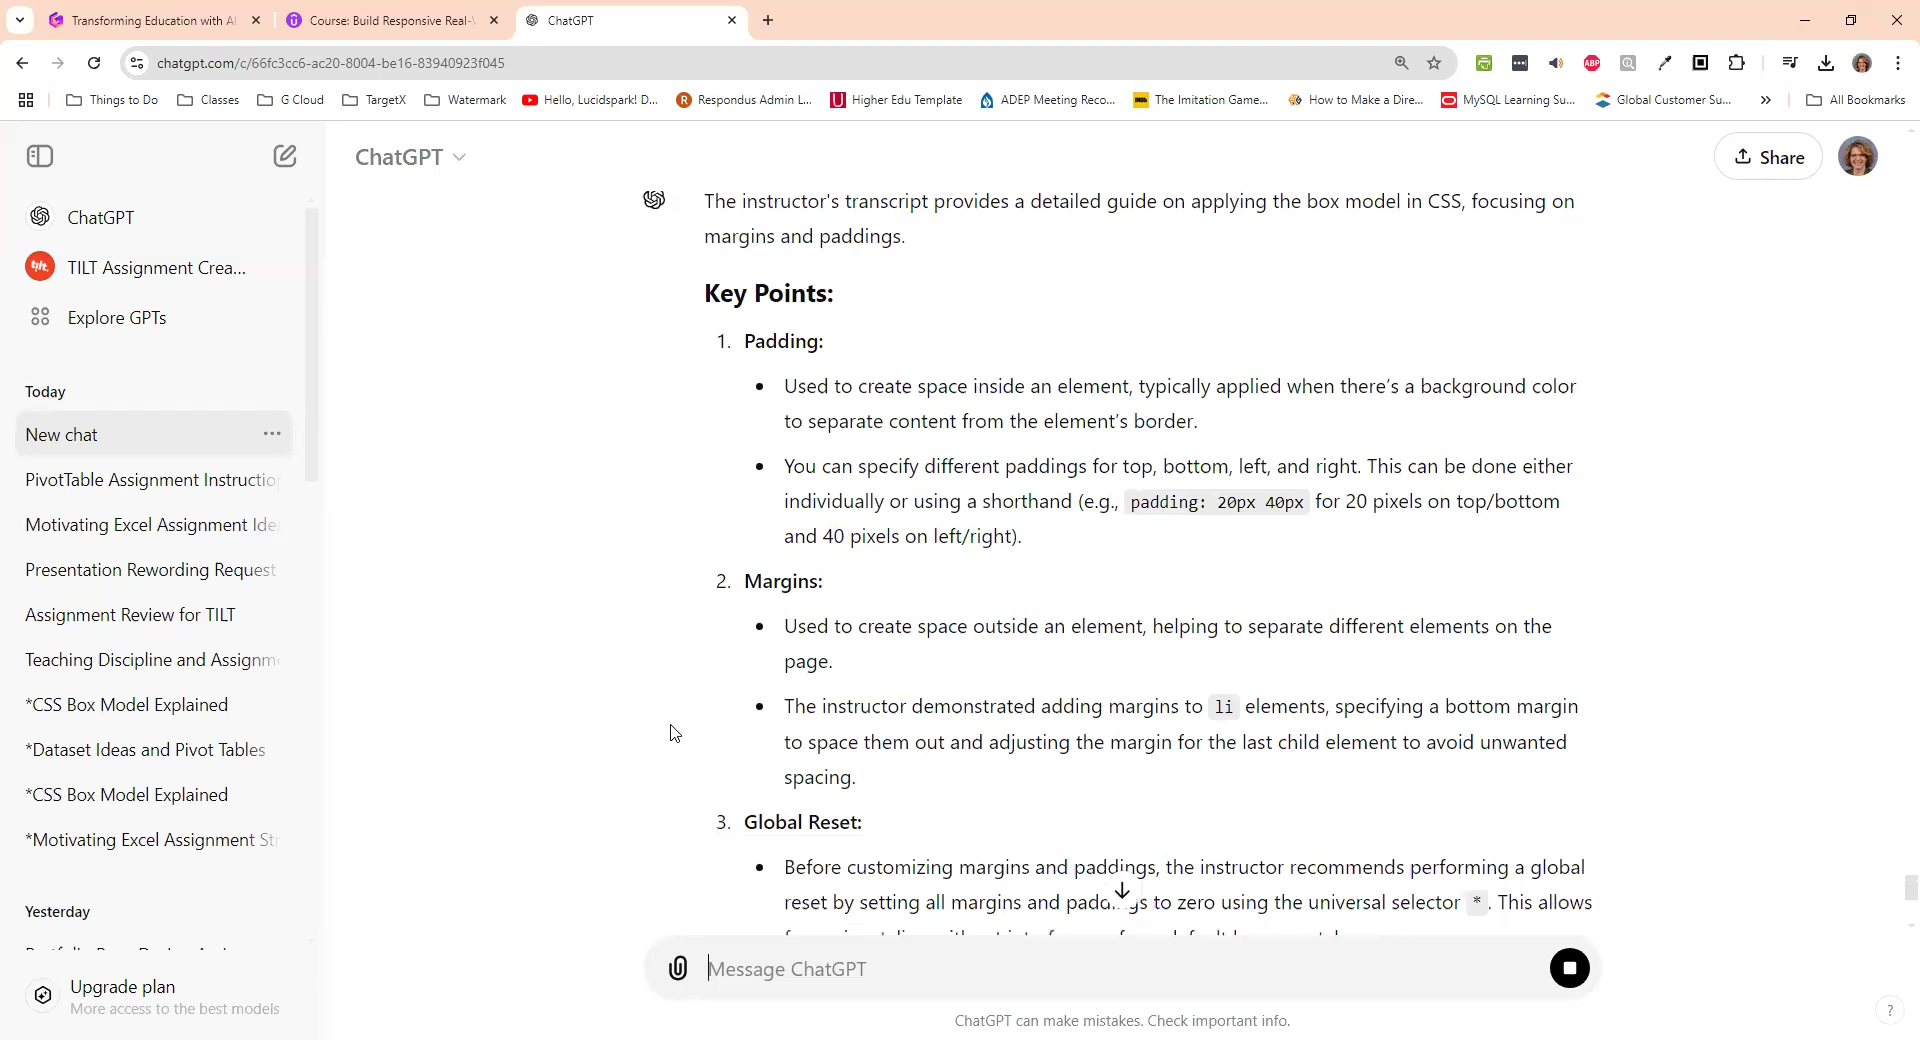 Transforming Education with AI
Course: Build Responsive Real-
ChatGPT
chatgpt.com/c/66fc3cc6-ac20-8004-be16-83940923f045
Things to Do
Classes
G Cloud
TargetX
Watermark
Hello, Lucidspark! D...
Respondus Admin L...
Higher Edu Template
ADEP Meeting Reco...
The Imitation Game...
How to Make a Dire...
MySQL Learning Su...
Global Customer Su...
All Bookmarks
ABP
ChatGPT
Share
ChatGPT
tilt.
TILT Assignment Crea...
Explore GPTs
Today
New chat
PivotTable Assignment Instruction
Motivating Excel Assignment Idea
Presentation Rewording Request
Assignment Review for TILT
Teaching Discipline and Assignm
*CSS Box Model Explained
*Dataset Ideas and Pivot Tables
*CSS Box Model Explained
*Motivating Excel Assignment Str
Yesterday
Upgrade plan
More access to the best models
The instructor's transcript provides a detailed guide on applying the box model in CSS, focusing on
margins and paddings.
Key Points:
1. Padding:
• Used to create space inside an element, typically applied when there's a background color
to separate content from the element's border.
• You can specify different paddings for top, bottom, left, and right. This can be done either
individually or using a shorthand (e.g., padding: 20px 40px for 20 pixels on top/bottom
and 40 pixels on left/right).
2. Margins:
• Used to create space outside an element, helping to separate different elements on the
page.
• The instructor demonstrated adding margins to li elements, specifying a bottom margin
to space them out and adjusting the margin for the last child element to avoid unwanted
spacing.
3. Global Reset:
• Before customizing margins and paddings, the instructor recommends performing a global
reset by setting all margins and paddings to zero using the universal selector * . This allows
Message ChatGPT
ChatGPT can make mistakes. Check important info.
?